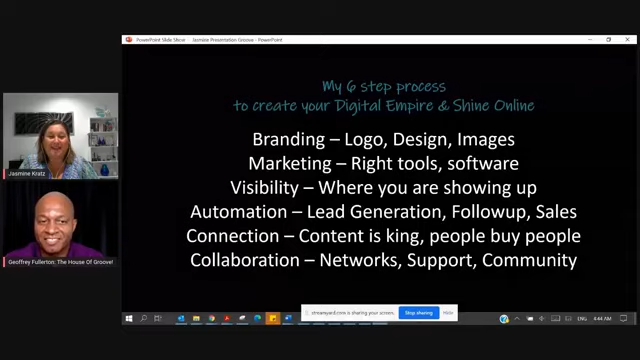 PowerPoint Slide Show - Jasmine Presentation Groove - PowerPoint
My 6 step process
to create your Digital Empire & Shine Online
Branding – Logo, Design, Images
Marketing – Right tools, software
Visibility – Where you are showing up
Automation – Lead Generation, Followup, Sales
Connection – Content is king, people buy people
Collaboration – Networks, Support, Community
Jasmine Kratz
Geoffrey Fullerton: The House Of Groove!
streamyard.com is sharing your screen.
Stop sharing
Hide
ENG
4:44 AM